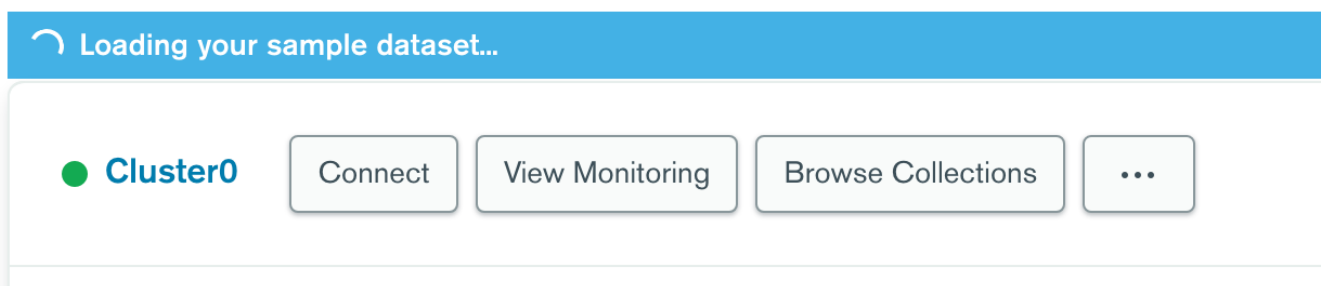 Loading your sample dataset...
Cluster0 Connect View Monitoring Browse Collections ...